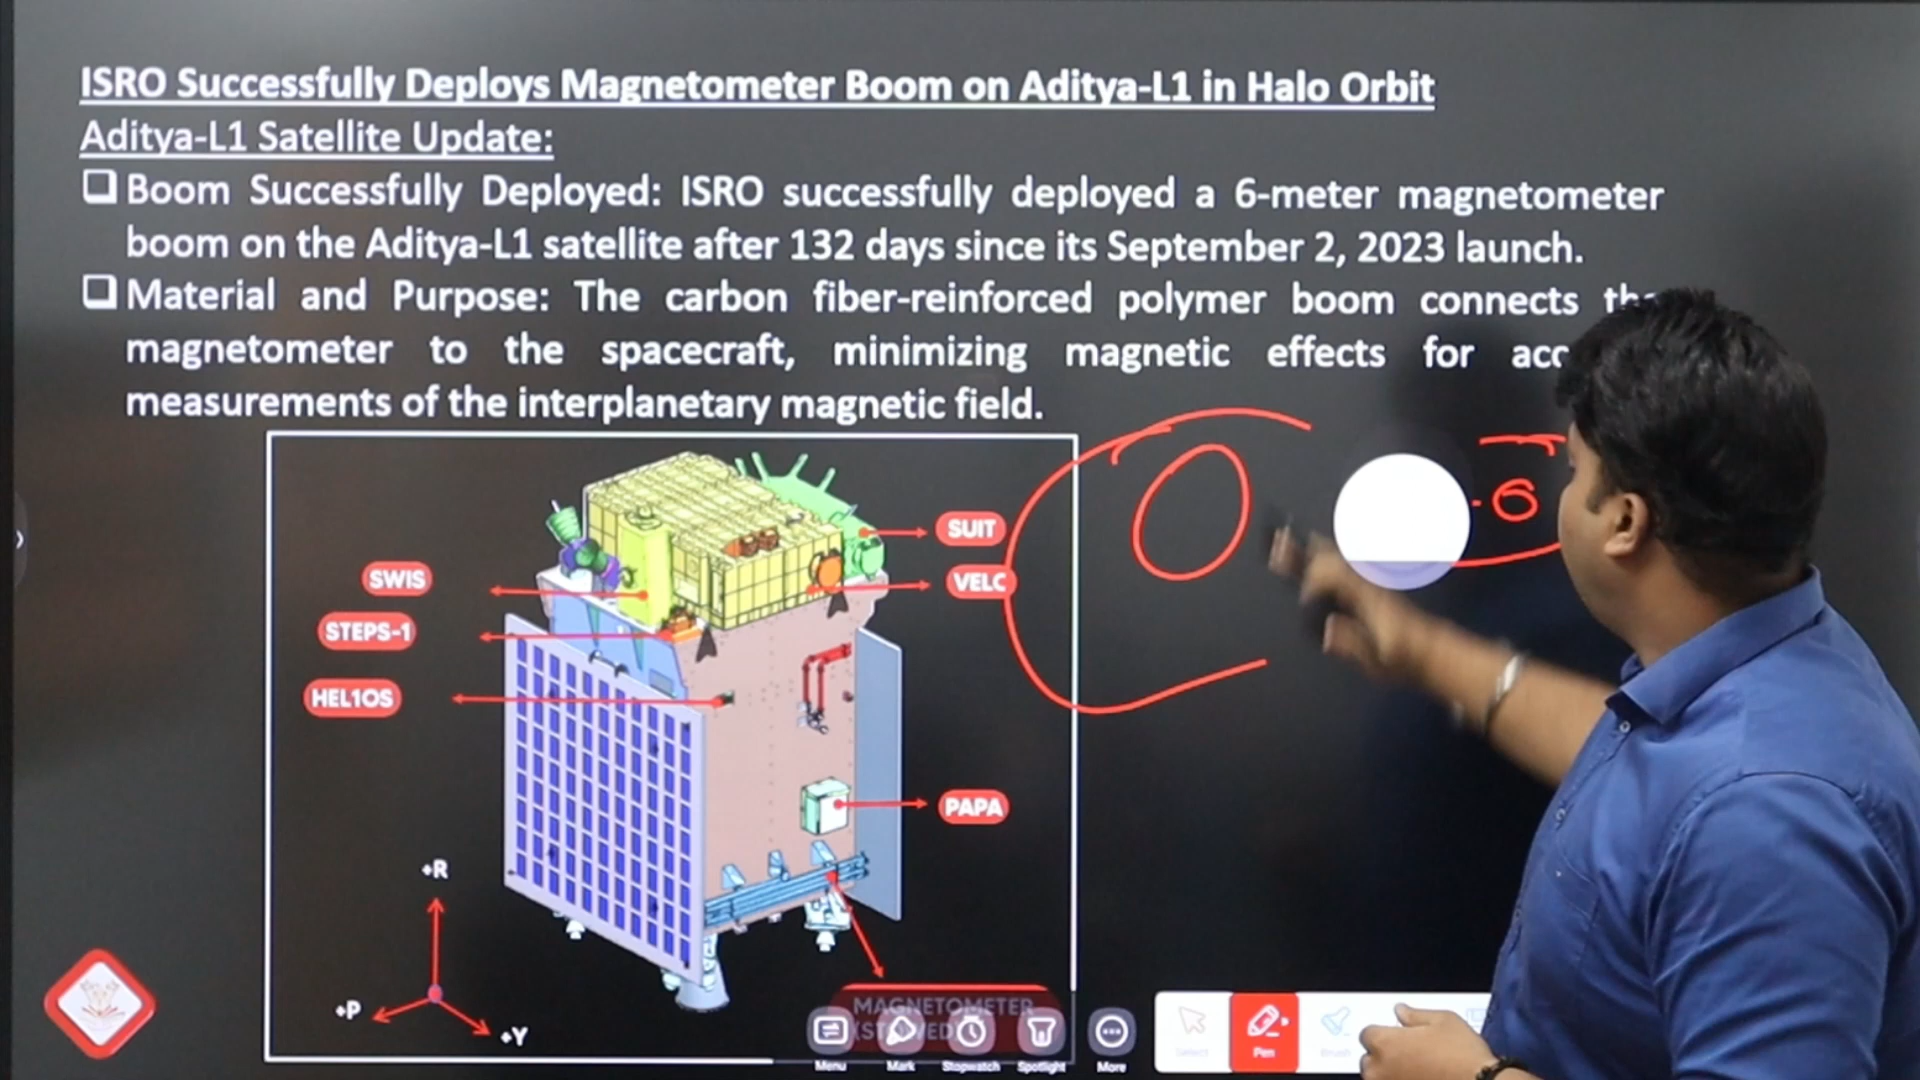 ISRO Successfully Deploys Magnetometer Boom on Aditya-L1 in Halo Orbit
Aditya-L1 Satellite Update:
Boom Successfully Deployed: ISRO successfully deployed a 6-meter magnetometer
boom on the Aditya-L1 satellite after 132 days since its September 2, 2023 launch.
Material and Purpose: The carbon fiber-reinforced polymer boom connects
magnetometer to the spacecraft, minimizing magnetic effects for
measurements of the interplanetary magnetic field.
SUIT
SWIS
VELC
STEPS-1
HEL1OS
PAPA
+R
+P
+Y
MAGNETOMETER
Menu
Mark
Stopwatch
Spotlight
More
Select
Pen